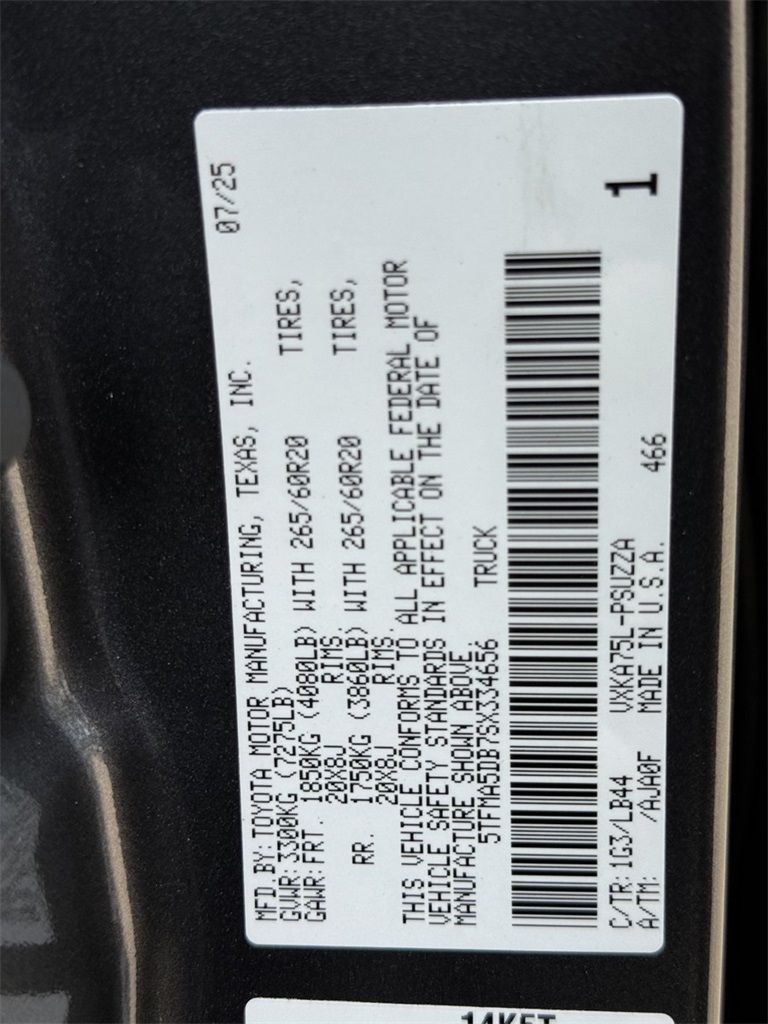 07/25
MFD.BY:TOYOTA MOTOR MANUFACTURING, TEXAS, INC.
GVWR:3300KG (7275LB)
GAWR:FRT. 1850KG (4080LB) WITH 265/60R20 TIRES,
20X8J RIMS.
RR. 1750KG (3860LB) WITH 265/60R20 TIRES,
20X8J RIMS.
THIS VEHICLE CONFORMS TO ALL APPLICABLE FEDERAL MOTOR
VEHICLE SAFETY STANDARDS IN EFFECT ON THE DATE OF
MANUFACTURE SHOWN ABOVE.
5TFMA5DB7SX334656 TRUCK
1
C/TR:1G3/LB44 VXKA75L-PSUZZA 466
A/TM: /AJA0F MADE IN U.S.A.